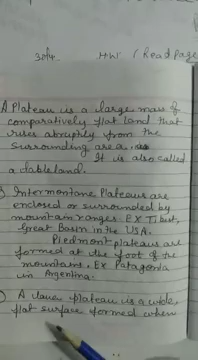 3m4. HW (Read page
A Plateau is a large mass of
comparatively flat land that
rises abruptly from the
surrounding area. as
It is also called
a tableland.
) Intermontane Plateaus are
enclosed or surrounded by
mountain ranges. EX Tibet,
Great Basin in the USA.
Piedmont plateaus are
formed at the foot of the
mountains. Ex Patagonia
in Argentina.
) A lava plateau is a wide,
flat surface formed when